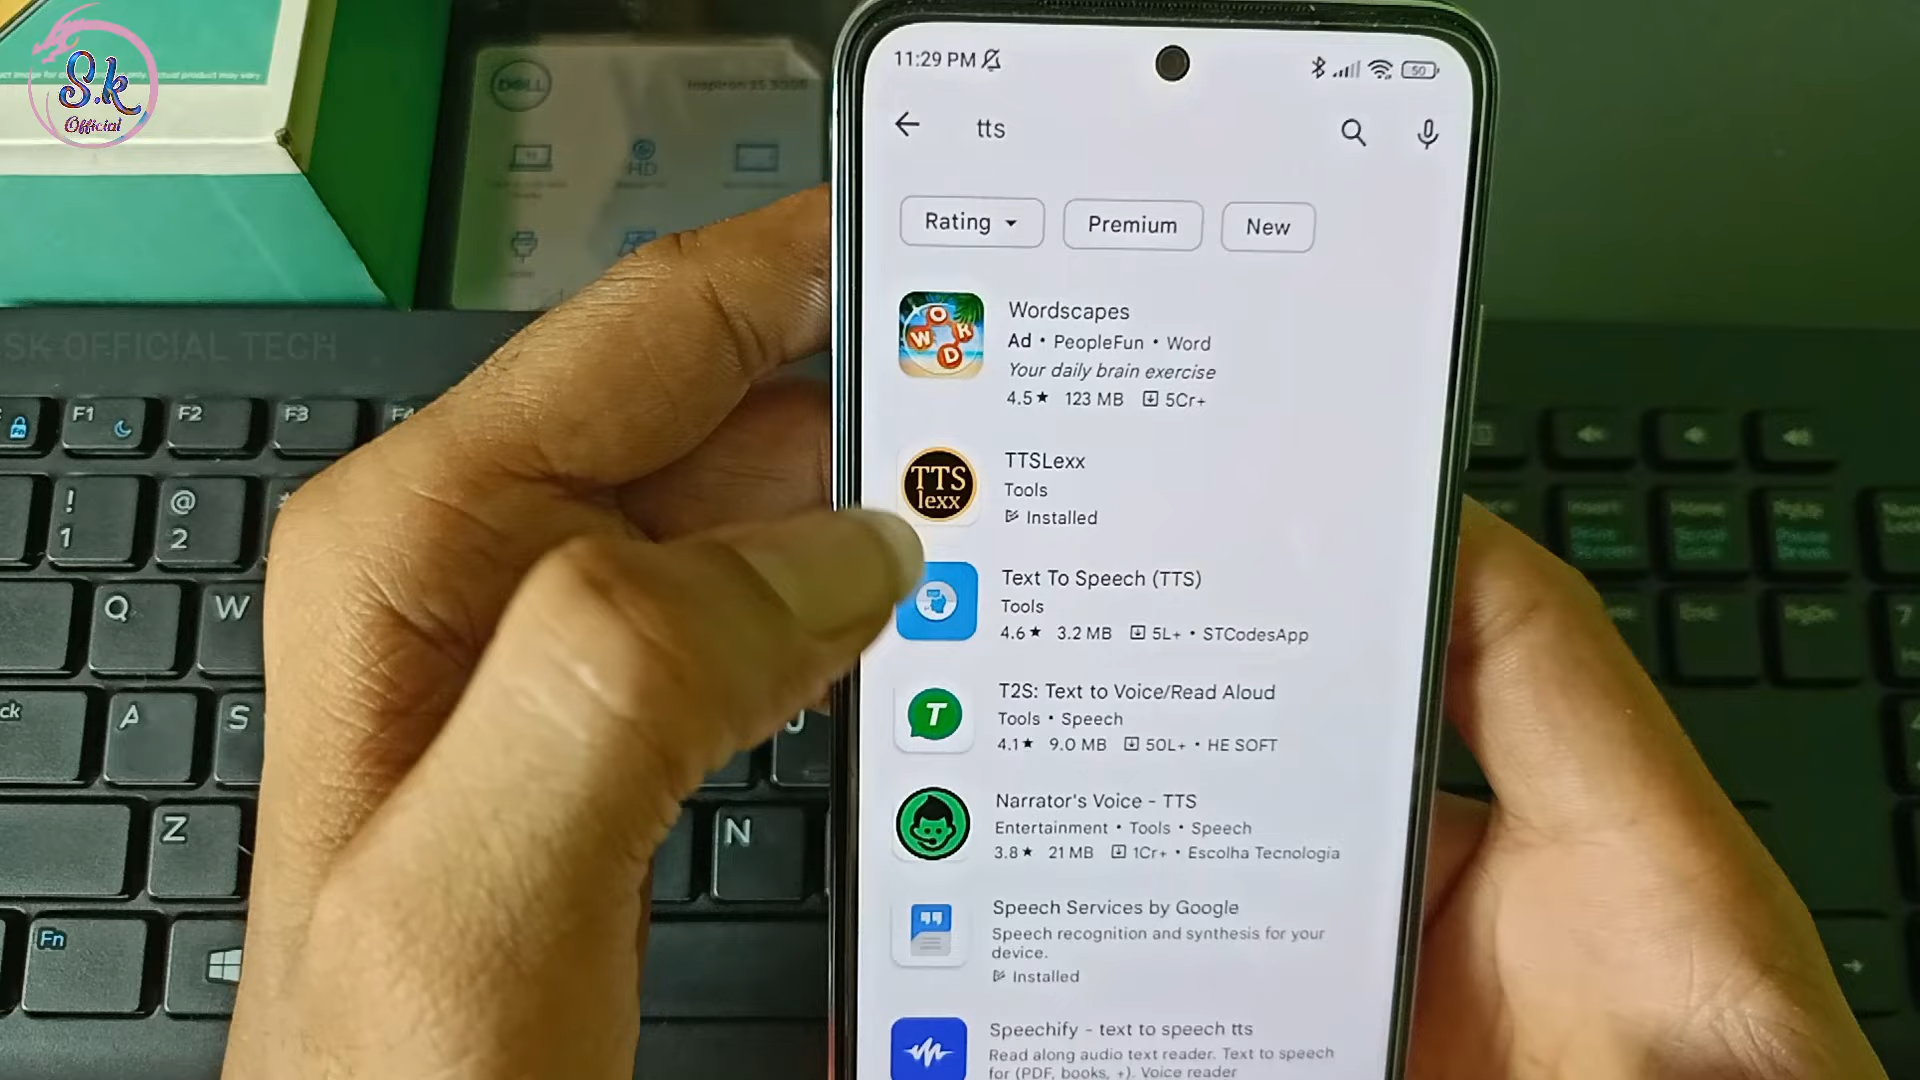 S.k
Official
DELL
HD
SK OFFICIAL TECH
F1
F2
F3
F4
!
1
@
2
Q
W
A
S
Z
N
Fn
11:29 PM
50
tts
Rating
Premium
New
WORD
Wordscapes
Ad • PeopleFun • Word
Your daily brain exercise
4.5★ 123 MB 5Cr+
TTS
lexx
TTSLexx
Tools
Installed
Text To Speech (TTS)
Tools
4.6★ 3.2 MB 5L+ • STCodesApp
T
T2S: Text to Voice/Read Aloud
Tools • Speech
4.1★ 9.0 MB 50L+ • HE SOFT
Narrator's Voice - TTS
Entertainment • Tools • Speech
3.8★ 21 MB 1Cr+ • Escolha Tecnologia
Speech Services by Google
Speech recognition and synthesis for your
device.
Installed
Speechify - text to speech tts
Read along audio text reader. Text to speech
for (PDF, books, +). Voice reader